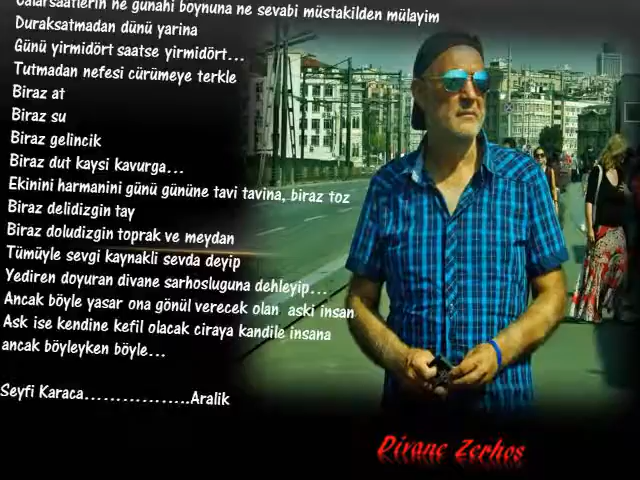 Calarsaatlerin ne günahi boynuna ne sevabi müstakilden mülayim
Duraksatmadan dünü yarina
Günü yirmidört saatse yirmidört...
Tutmadan nefesi cürümeye terkle
Biraz at
Biraz su
Biraz gelincik
Biraz dut kaysi kavurga...
Ekinini harmanini günü gününe tavi tavina, biraz toz
Biraz delidizgin tay
Biraz doludizgin toprak ve meydan
Tümüyle sevgi kaynakli sevda deyip
Yediren doyuran divane sarhosluguna dehleyip...
Ancak böyle yasar ona gönül verecek olan aski insan
Ask ise kendine kefil olacak ciraya kandile insana
ancak böyleyken böyle...
Seyfi Karaca.................Aralik
Divane Zerhos